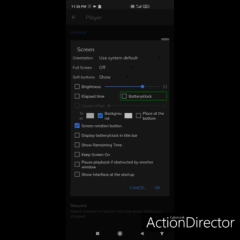 11:36 PM
Player
Screen
Orientation Use system default
Full Screen Off
Soft buttons Show
Brightness
Elapsed time Battery/clock
Background Place at the bottom
Screen rotation button
Display battery/clock in title bar
Show Remaining Time
Keep Screen On
Pause playback if obstructed by another window
Show interface at the startup
CANCEL OK
ActionDirector